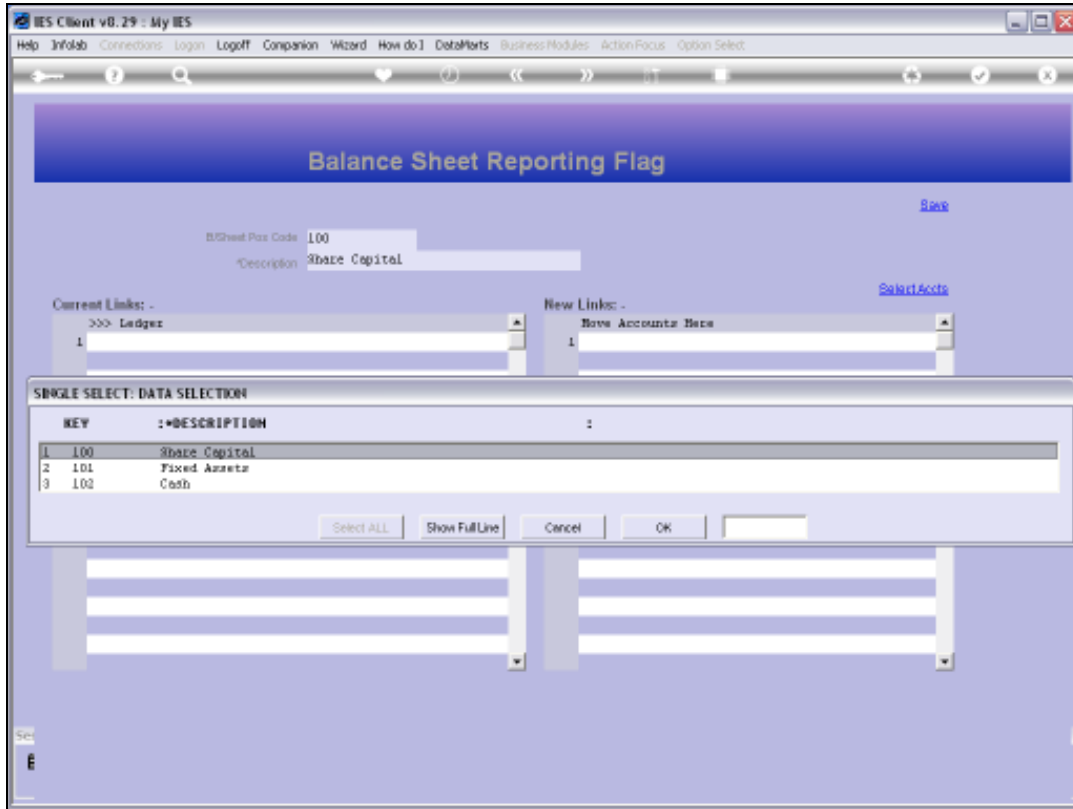 IES Client v8.29 : My IES
Help Infolab Connections Logon Logoff Companion Wizard How do I DataMarts Business Modules Action Focus Option Select
Balance Sheet Reporting Flag
Save
B/Sheet Pos Code 100
*Description Share Capital
Select Accts
Current Links: - New Links: -
>>> Ledger Move Accounts Here
1 1
SINGLE SELECT: DATA SELECTION
KEY :*DESCRIPTION :
1 100 Share Capital
2 101 Fixed Assets
3 102 Cash
Select ALL Show Full Line Cancel OK